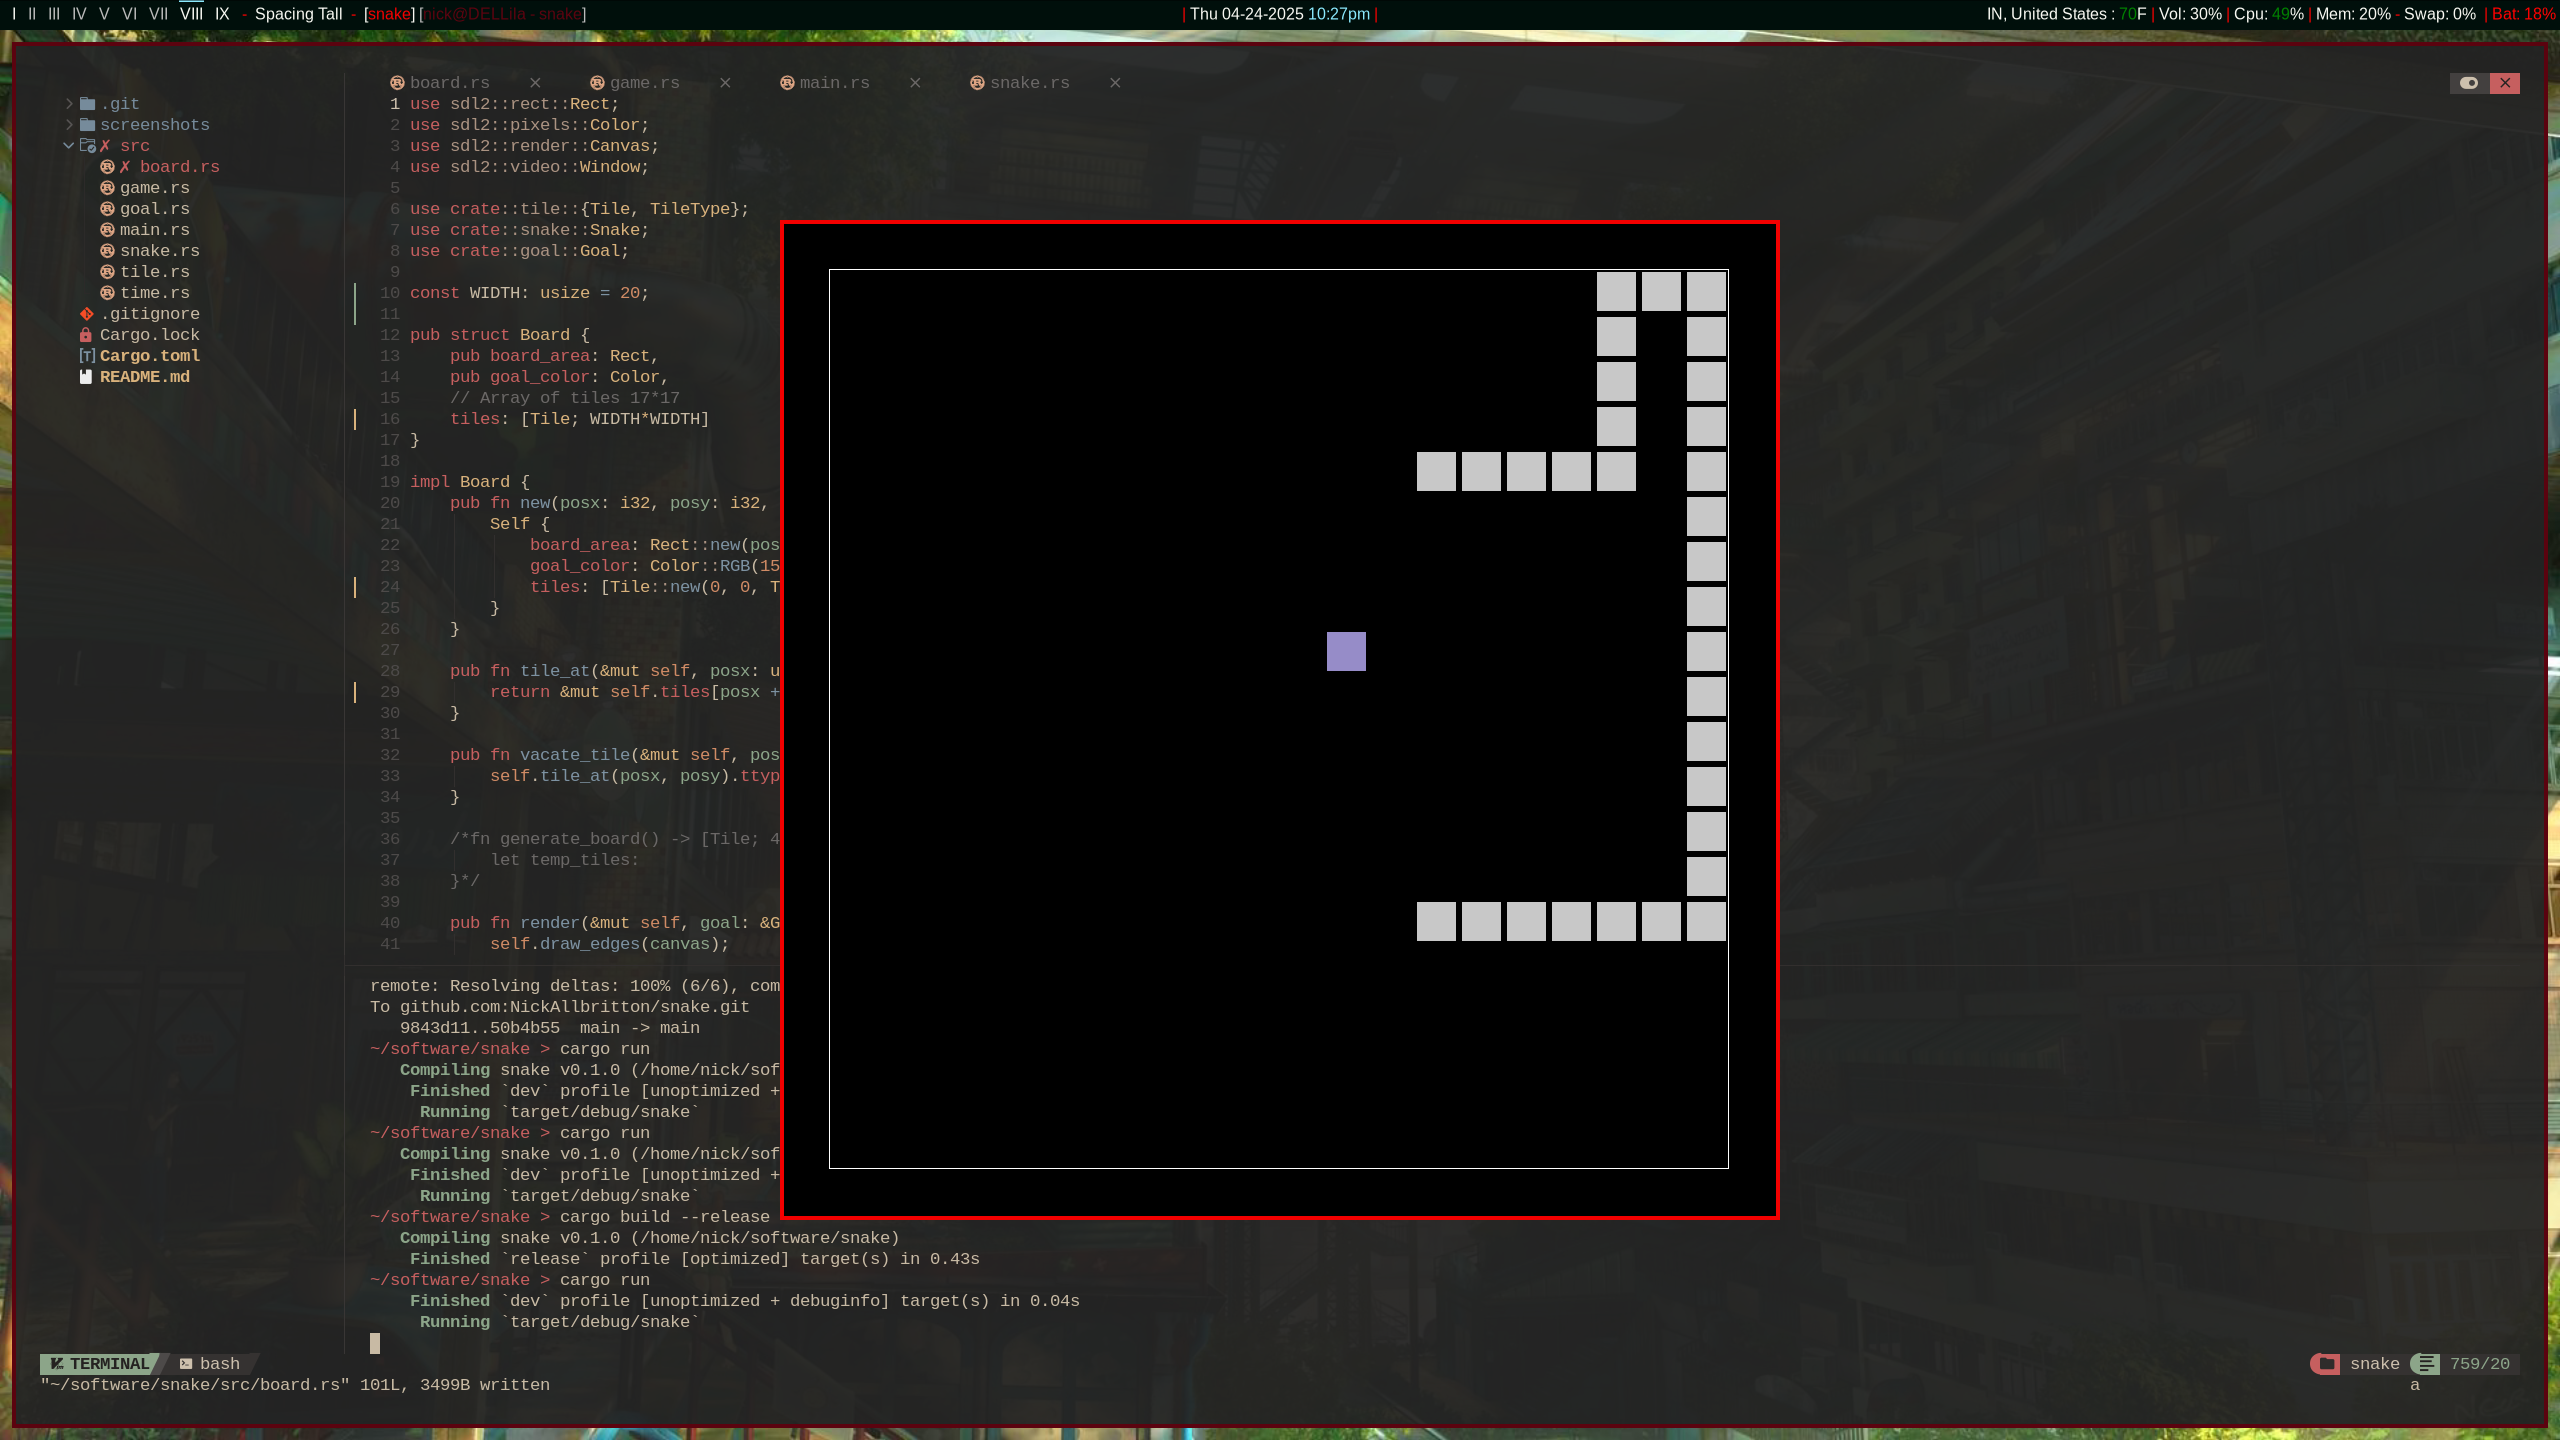 I II III IV V VI VII VIII IX - Spacing Tall - [snake] [nick@DELLila - snake]
| Thu 04-24-2025 10:27pm |
IN, United States : 70F | Vol: 30% | Cpu: 49% | Mem: 20% - Swap: 0% | Bat: 18%
board.rs × game.rs × main.rs × snake.rs ×
.git
screenshots
✗ src
✗ board.rs
game.rs
goal.rs
main.rs
snake.rs
tile.rs
time.rs
.gitignore
Cargo.lock
[T] Cargo.toml
README.md
1 use sdl2::rect::Rect;
2 use sdl2::pixels::Color;
3 use sdl2::render::Canvas;
4 use sdl2::video::Window;
5
6 use crate::tile::{Tile, TileType};
7 use crate::snake::Snake;
8 use crate::goal::Goal;
9
10 const WIDTH: usize = 20;
11
12 pub struct Board {
13 pub board_area: Rect,
14 pub goal_color: Color,
15 // Array of tiles 17*17
16 tiles: [Tile; WIDTH*WIDTH]
17 }
18
19 impl Board {
20 pub fn new(posx: i32, posy: i32,
21 Self {
22 board_area: Rect::new(pos
23 goal_color: Color::RGB(15
24 tiles: [Tile::new(0, 0, T
25 }
26 }
27
28 pub fn tile_at(&mut self, posx: u
29 return &mut self.tiles[posx +
30 }
31
32 pub fn vacate_tile(&mut self, pos
33 self.tile_at(posx, posy).ttyp
34 }
35
36 /*fn generate_board() -> [Tile; 4
37 let temp_tiles:
38 }*/
39
40 pub fn render(&mut self, goal: &G
41 self.draw_edges(canvas);
remote: Resolving deltas: 100% (6/6), com
To github.com:NickAllbritton/snake.git
9843d11..50b4b55 main -> main
~/software/snake > cargo run
Compiling snake v0.1.0 (/home/nick/sof
Finished `dev` profile [unoptimized +
Running `target/debug/snake`
~/software/snake > cargo run
Compiling snake v0.1.0 (/home/nick/sof
Finished `dev` profile [unoptimized +
Running `target/debug/snake`
~/software/snake > cargo build --release
Compiling snake v0.1.0 (/home/nick/software/snake)
Finished `release` profile [optimized] target(s) in 0.43s
~/software/snake > cargo run
Finished `dev` profile [unoptimized + debuginfo] target(s) in 0.04s
Running `target/debug/snake`
TERMINAL bash
snake 759/20
"~/software/snake/src/board.rs" 101L, 3499B written
a